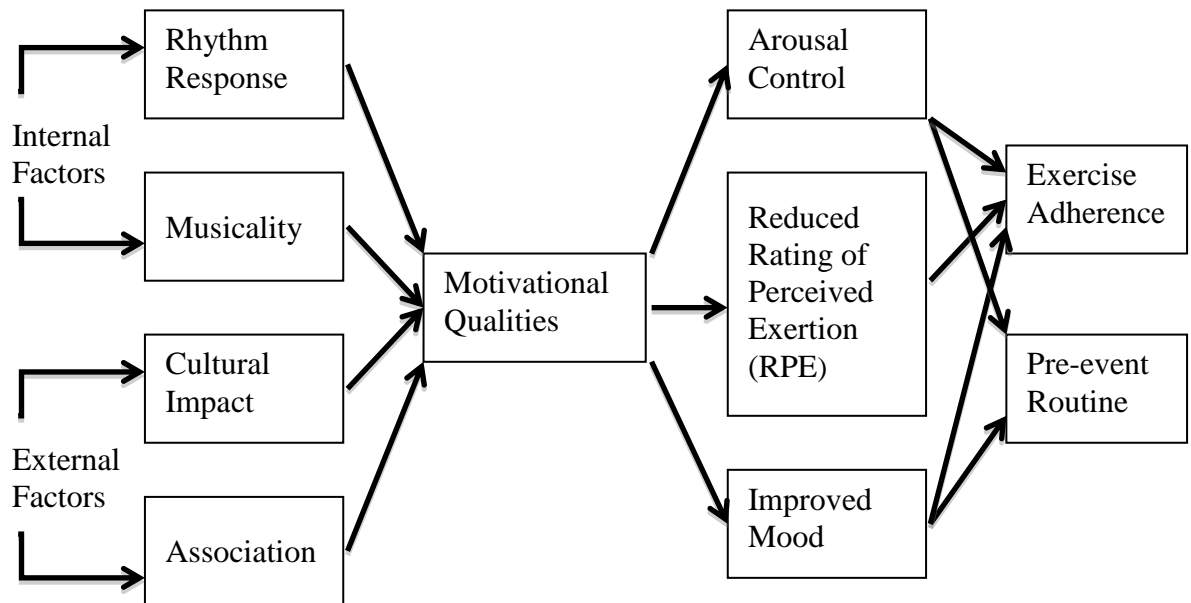 Rhythm
Response
Internal
Factors
Musicality
Cultural
Impact
External
Factors
Association
Motivational
Qualities
Arousal
Control
Reduced
Rating of
Perceived
Exertion
(RPE)
Improved
Mood
Exercise
Adherence
Pre-event
Routine